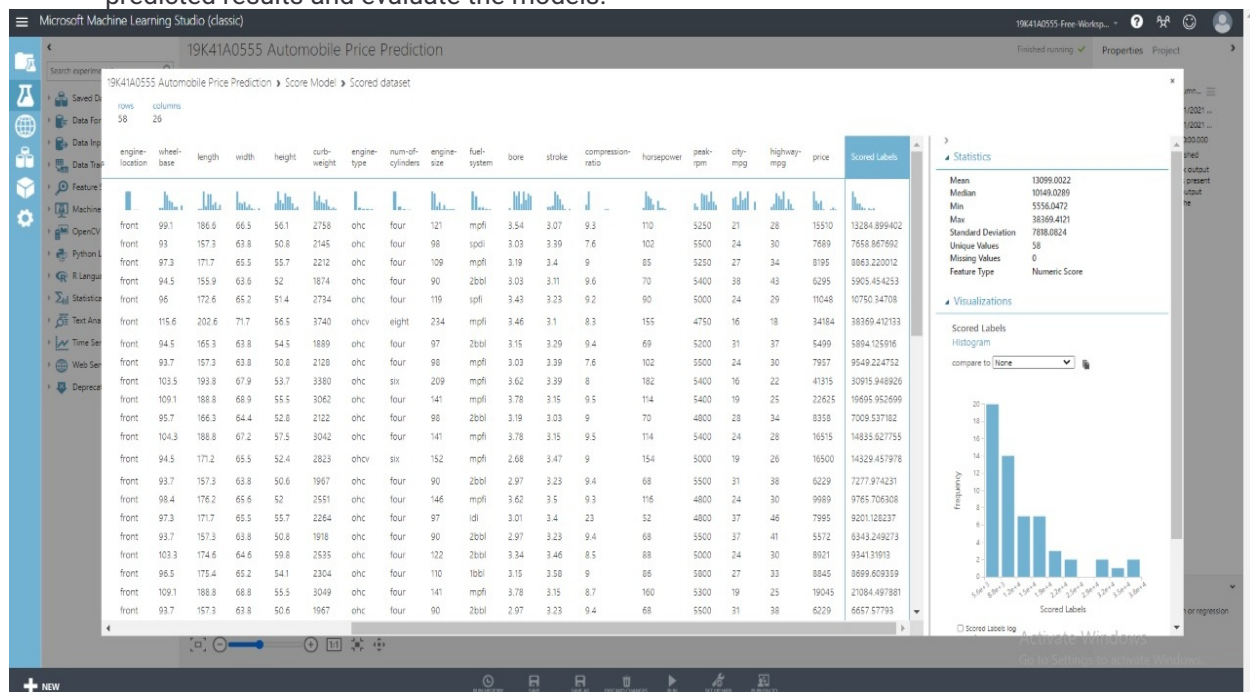 predicted results and evaluate the models.
Microsoft Machine Learning Studio (classic)
19K41A0555-Free-Worksp...
19K41A0555 Automobile Price Prediction
Finished running ✓
Properties Project
Search experime
Saved Da
Data For
Data Inp
Data Tra
Feature
Machine
OpenCV
Python L
R Langu
Statistica
Text Ana
Time Ser
Web Ser
Deprecat
19K41A0555 Automobile Price Prediction › Score Model › Scored dataset
rows columns
58 26
engine-location wheel-base length width height curb-weight engine-type num-of-cylinders engine-size fuel-system bore stroke compression-ratio horsepower peak-rpm city-mpg highway-mpg price Scored Labels
front 99.1 186.6 66.5 56.1 2758 ohc four 121 mpfi 3.54 3.07 9.3 110 5250 21 28 15510 13284.899402
front 93 157.3 63.8 50.8 2145 ohc four 98 spdi 3.03 3.39 7.6 102 5500 24 30 7689 7658.867692
front 97.3 171.7 65.5 55.7 2212 ohc four 109 mpfi 3.19 3.4 9 85 5250 27 34 8195 8863.220012
front 94.5 155.9 63.6 52 1874 ohc four 90 2bbl 3.03 3.11 9.6 70 5400 38 43 6295 5905.454253
front 96 172.6 65.2 51.4 2734 ohc four 119 spfi 3.43 3.23 9.2 90 5000 24 29 11048 10750.34708
front 115.6 202.6 71.7 56.5 3740 ohcv eight 234 mpfi 3.46 3.1 8.3 155 4750 16 18 34184 38369.412133
front 94.5 165.3 63.8 54.5 1889 ohc four 97 2bbl 3.15 3.29 9.4 69 5200 31 37 5499 5894.125916
front 93.7 157.3 63.8 50.8 2128 ohc four 98 mpfi 3.03 3.39 7.6 102 5500 24 30 7957 9549.224752
front 103.5 193.8 67.9 53.7 3380 ohc six 209 mpfi 3.62 3.39 8 182 5400 16 22 41315 30915.948926
front 109.1 188.8 68.9 55.5 3062 ohc four 141 mpfi 3.78 3.15 9.5 114 5400 19 25 22625 19695.952699
front 95.7 166.3 64.4 52.8 2122 ohc four 98 2bbl 3.19 3.03 9 70 4800 28 34 8358 7009.537182
front 104.3 188.8 67.2 57.5 3042 ohc four 141 mpfi 3.78 3.15 9.5 114 5400 24 28 16515 14835.627755
front 94.5 171.2 65.5 52.4 2823 ohcv six 152 mpfi 2.68 3.47 9 154 5000 19 26 16500 14329.457978
front 93.7 157.3 63.8 50.6 1967 ohc four 90 2bbl 2.97 3.23 9.4 68 5500 31 38 6229 7277.974231
front 98.4 176.2 65.6 52 2551 ohc four 146 mpfi 3.62 3.5 9.3 116 4800 24 30 9989 9765.706308
front 97.3 171.7 65.5 55.7 2264 ohc four 97 idi 3.01 3.4 23 52 4800 37 46 7995 9201.128237
front 93.7 157.3 63.8 50.8 1918 ohc four 90 2bbl 2.97 3.23 9.4 68 5500 37 41 5572 6343.249273
front 103.3 174.6 64.6 59.8 2535 ohc four 122 2bbl 3.34 3.46 8.5 88 5000 24 30 8921 9341.31913
front 96.5 175.4 65.2 54.1 2304 ohc four 110 1bbl 3.15 3.58 9 86 5800 27 33 8845 8699.609359
front 109.1 188.8 68.8 55.5 3049 ohc four 141 mpfi 3.78 3.15 8.7 160 5300 19 25 19045 21084.497881
front 93.7 157.3 63.8 50.6 1967 ohc four 90 2bbl 2.97 3.23 9.4 68 5500 31 38 6229 6657.57793
Statistics
Mean 13099.0022
Median 10149.0289
Min 5556.0472
Max 38369.4121
Standard Deviation 7818.0824
Unique Values 58
Missing Values 0
Feature Type Numeric Score
Visualizations
Scored Labels
Histogram
compare to None
20
18
16
14
12
10
8
6
4
2
0
frequency
Scored Labels
Scored Labels log
Activate Windows
Go to Settings to activate Windows.
n or regression
NEW
RUN HISTORY SAVE SAVE AS DISCARD CHANGES RUN